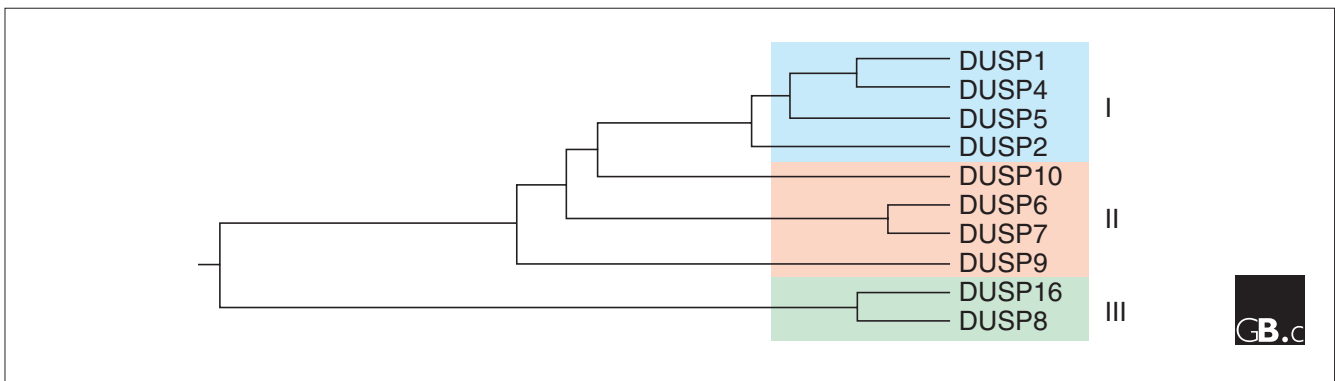 DUSP1
DUSP4
I
DUSP5
DUSP2
DUSP10
DUSP6
II
DUSP7
DUSP9
DUSP16
III
DUSP8
GB.c